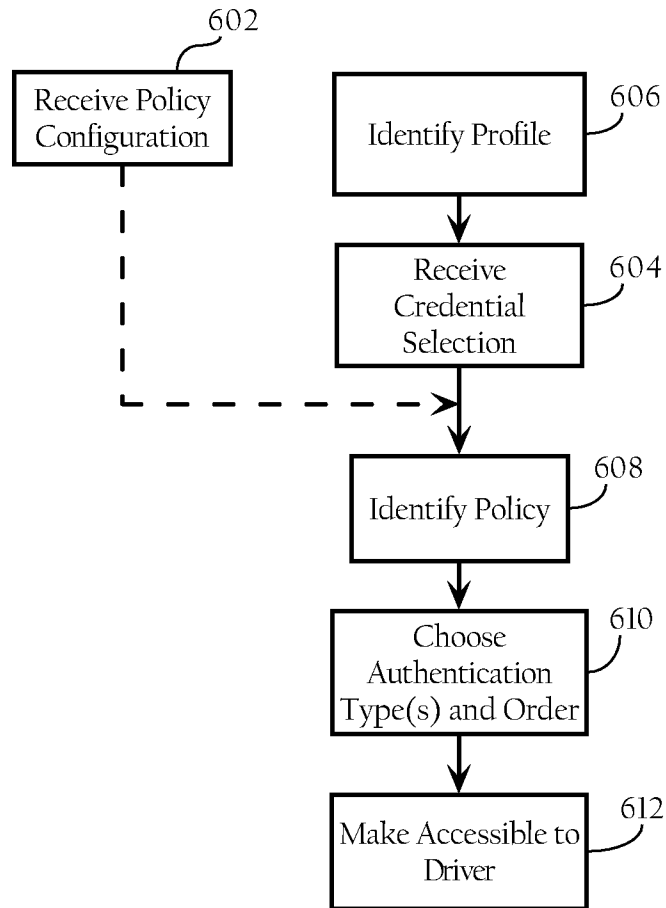 602
Receive Policy
Configuration
606
Identify Profile
Receive
Credential
Selection
604
608
Identify Policy
610
Choose
Authentication
Type(s) and Order
612
Make Accessible to
Driver